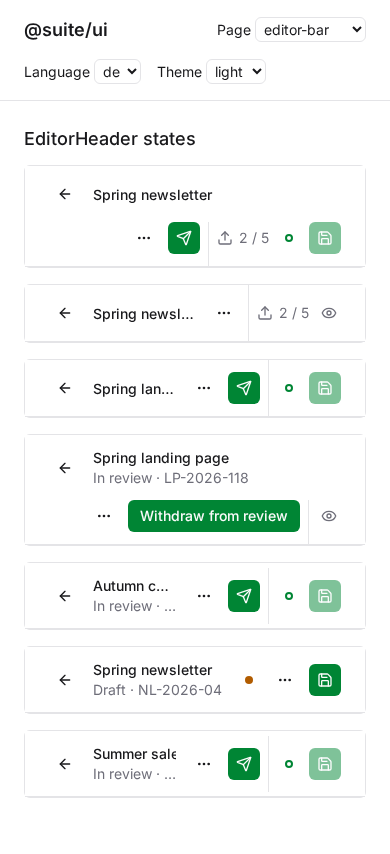 @suite/ui
Page editor-bar
Language de Theme light
EditorHeader states
Spring newsletter
2 / 5
Spring newsl... 2 / 5
Spring lan...
Spring landing page
In review · LP-2026-118
Withdraw from review
Autumn c...
In review · ...
Spring newsletter
Draft · NL-2026-04
Summer sale
In review · ...